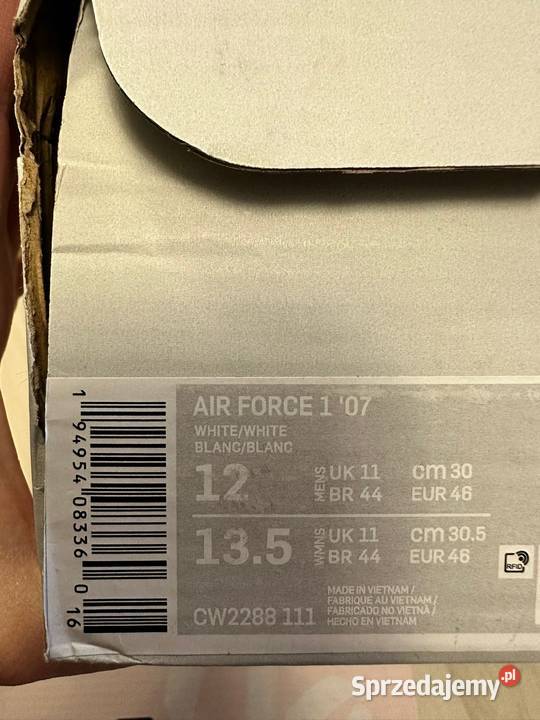 AIR FORCE 1 '07
WHITE/WHITE
BLANC/BLANC
12 MENS UK 11 cm 30
BR 44 EUR 46
13.5 WMNS UK 11 cm 30.5
BR 44 EUR 46
RFID
MADE IN VIETNAM /
FABRIQUE AU VIETNAM /
FABRICADO NO VIETNÃ /
HECHO EN VIETNAM
CW2288 111
1 94954 08336 0 16
Sprzedajemy.pl